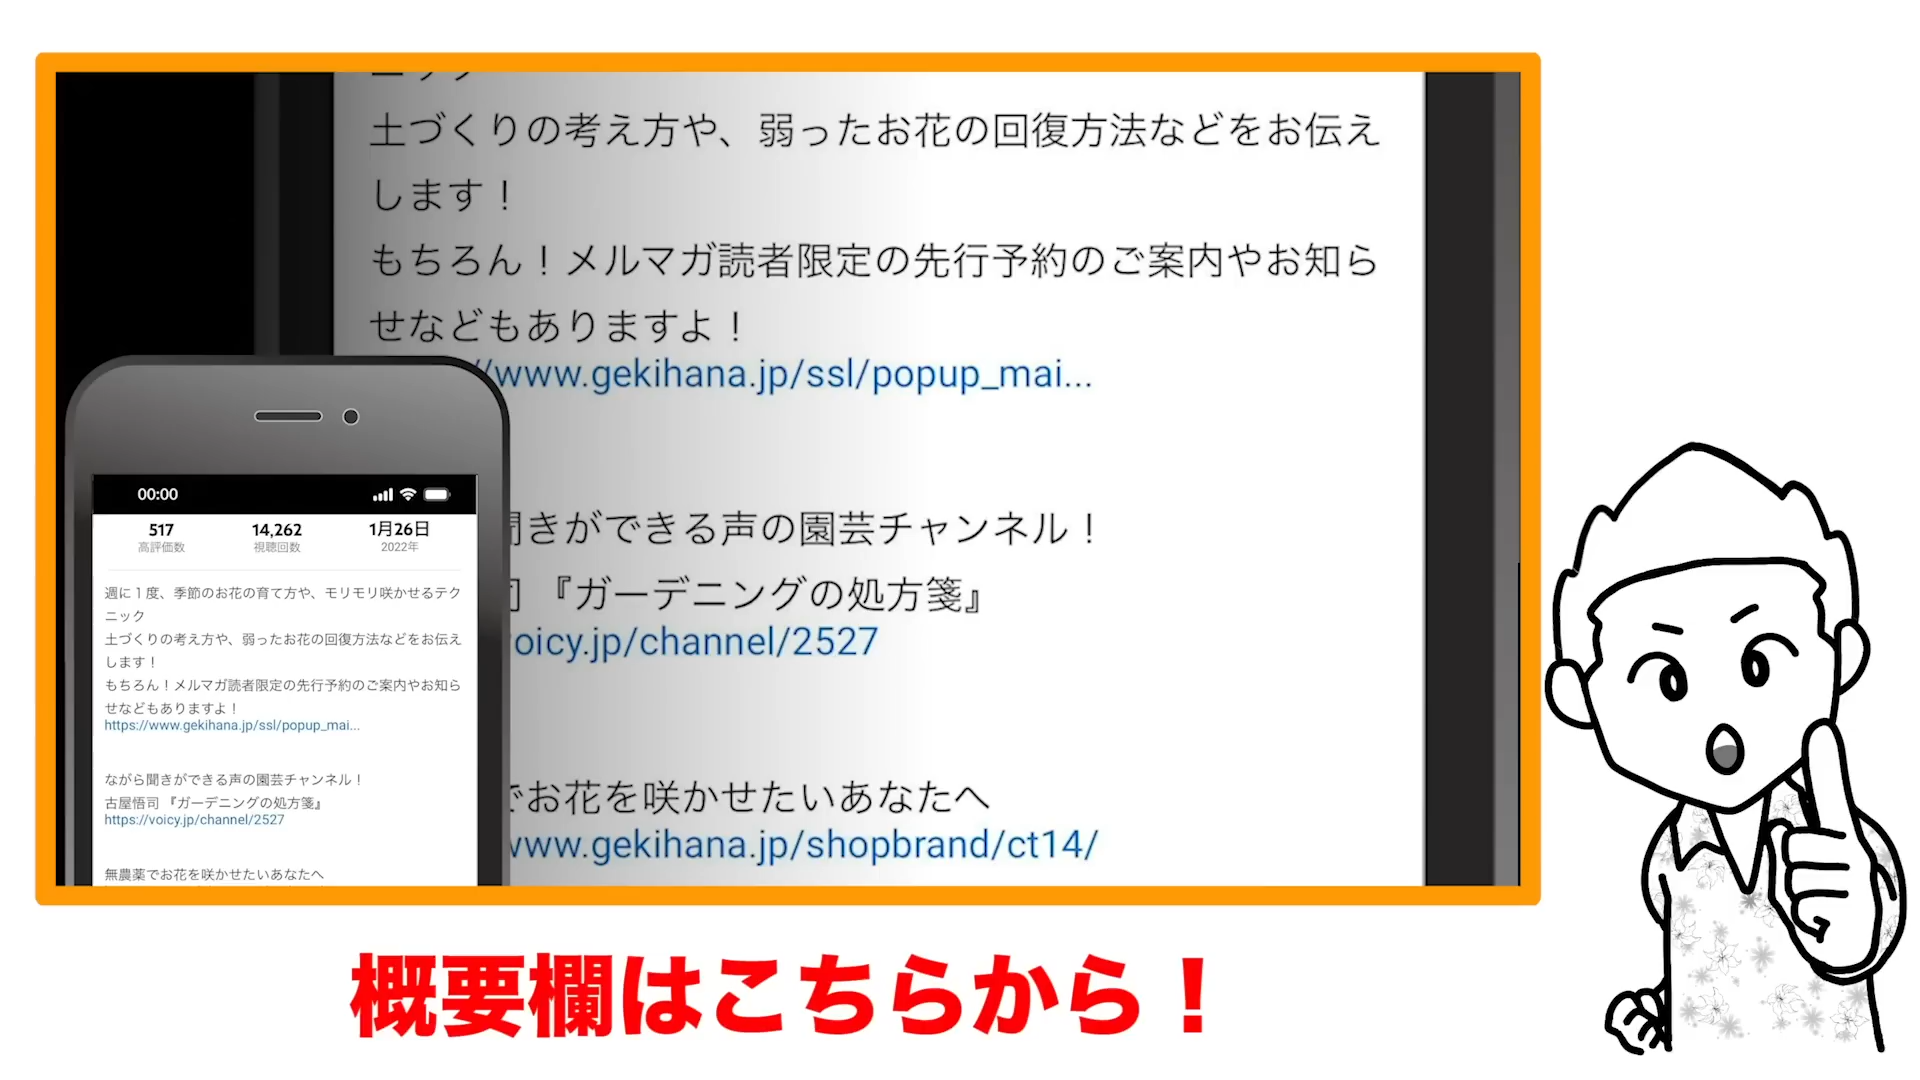 ニック
土づくりの考え方や、弱ったお花の回復方法などをお伝え
します！
もちろん！メルマガ読者限定の先行予約のご案内やお知ら
せなどもありますよ！
//www.gekihana.jp/ssl/popup_mai...
聞きができる声の園芸チャンネル！
司 『ガーデニングの処方箋』
voicy.jp/channel/2527
でお花を咲かせたいあなたへ
www.gekihana.jp/shopbrand/ct14/
00:00
517 14,262 1月26日
高評価数 視聴回数 2022年
週に１度、季節のお花の育て方や、モリモリ咲かせるテク
ニック
土づくりの考え方や、弱ったお花の回復方法などをお伝え
します！
もちろん！メルマガ読者限定の先行予約のご案内やお知ら
せなどもありますよ！
https://www.gekihana.jp/ssl/popup_mai...
ながら聞きができる声の園芸チャンネル！
古屋悟司 『ガーデニングの処方箋』
https://voicy.jp/channel/2527
無農薬でお花を咲かせたいあなたへ
概要欄はこちらから！